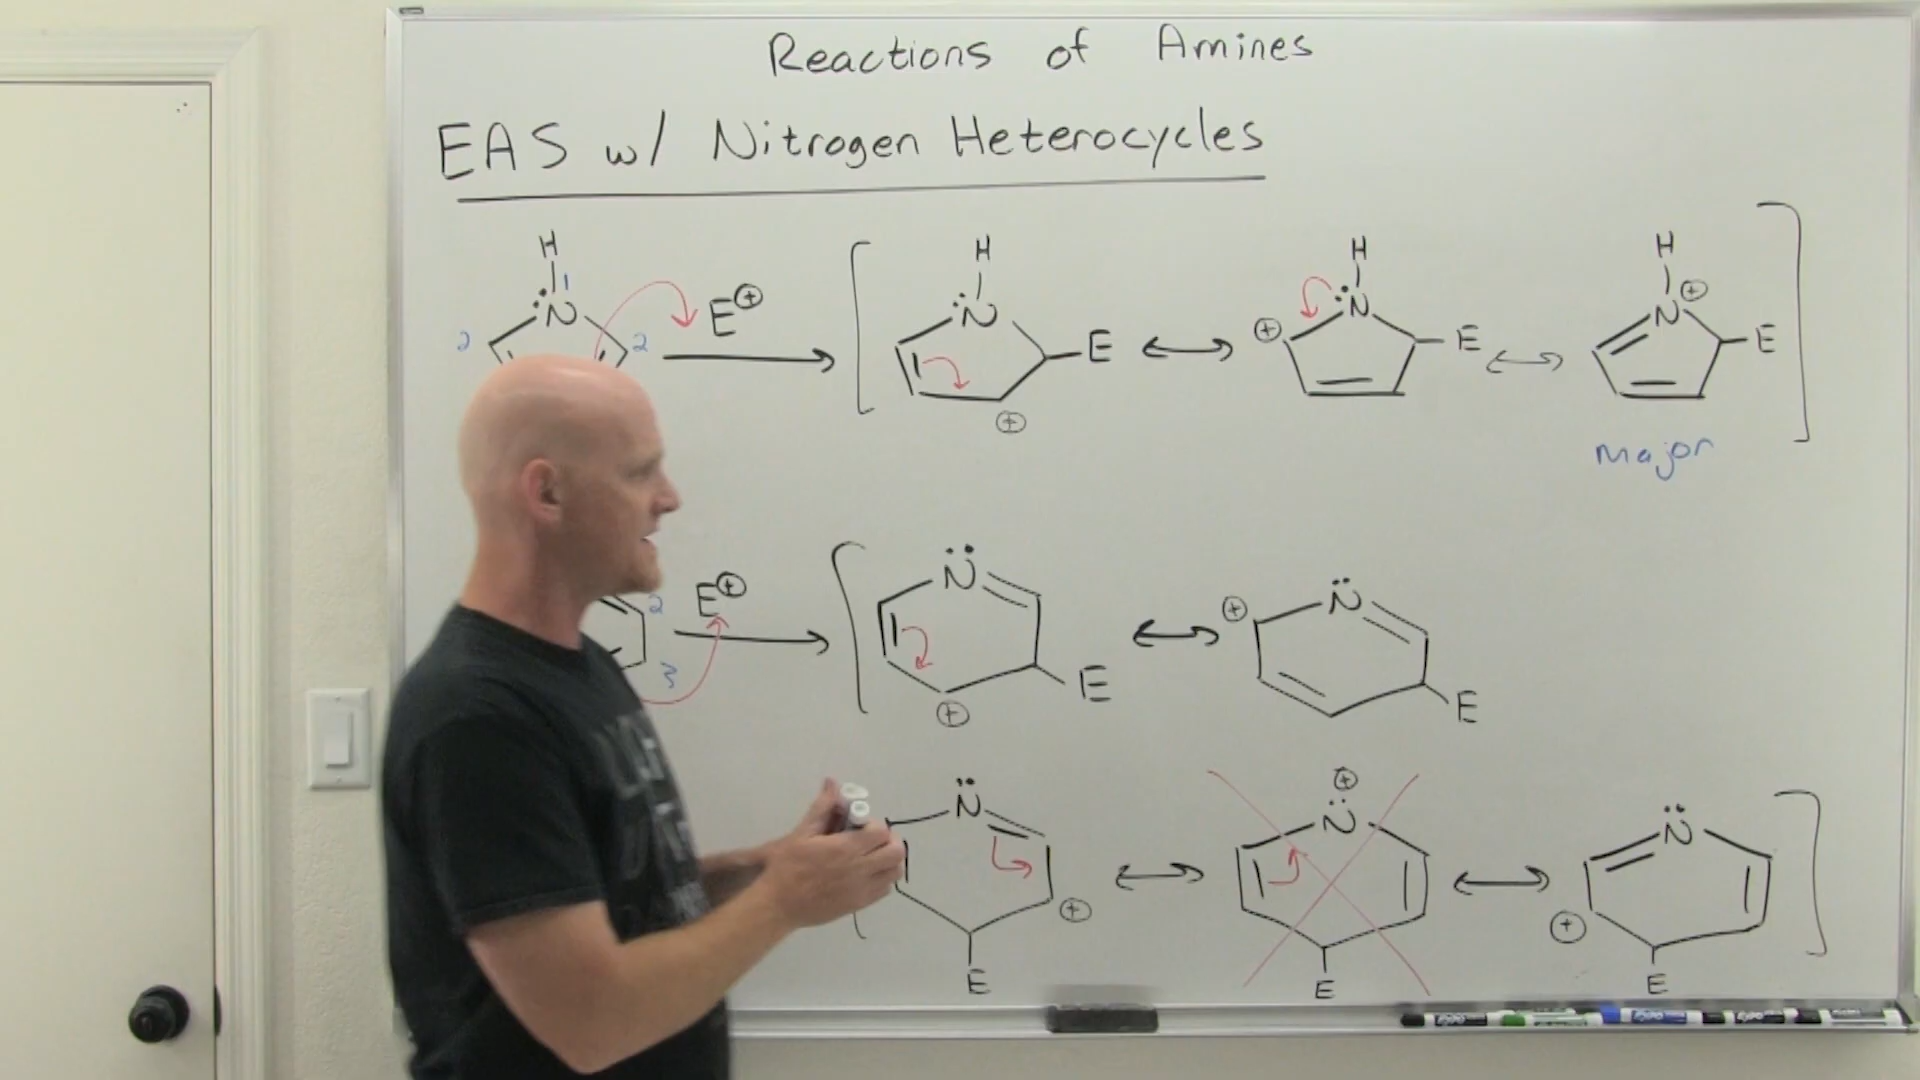 Reactions of Amines
EAS w/ Nitrogen Heterocycles
H H H H
1
N E⊕ N N N⊕
2 2 E ⊕ E E
⊕
Major
N N
2 E⊕ ⊕
3 E E
⊕
⊕
N N N
⊕ ⊕
E E E